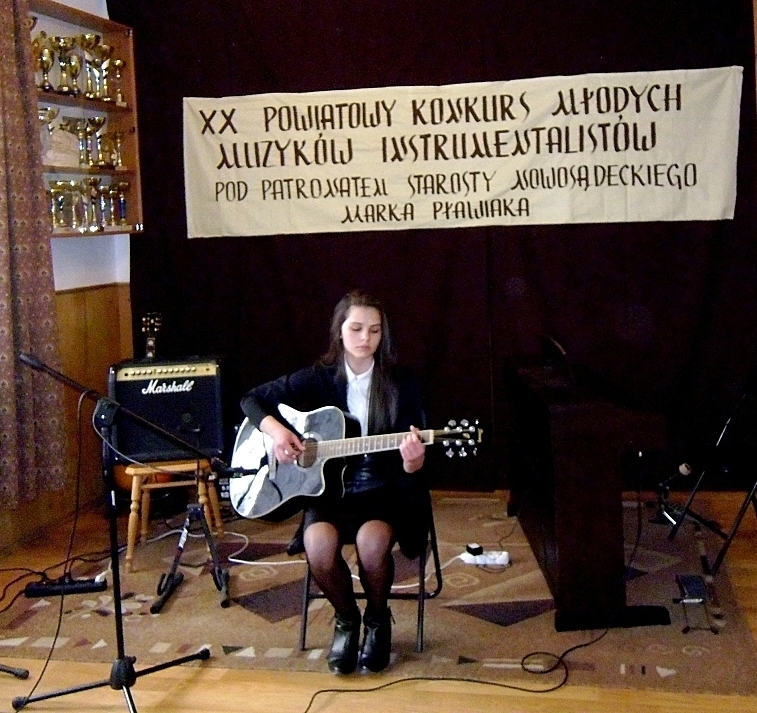 XX POWIATOWY KONKURS MŁODYCH
MUZYKÓW INSTRUMENTALISTÓW
POD PATRONATEM STAROSTY NOWOSĄDECKIEGO
MARKA PŁAWIAKA
Marshall